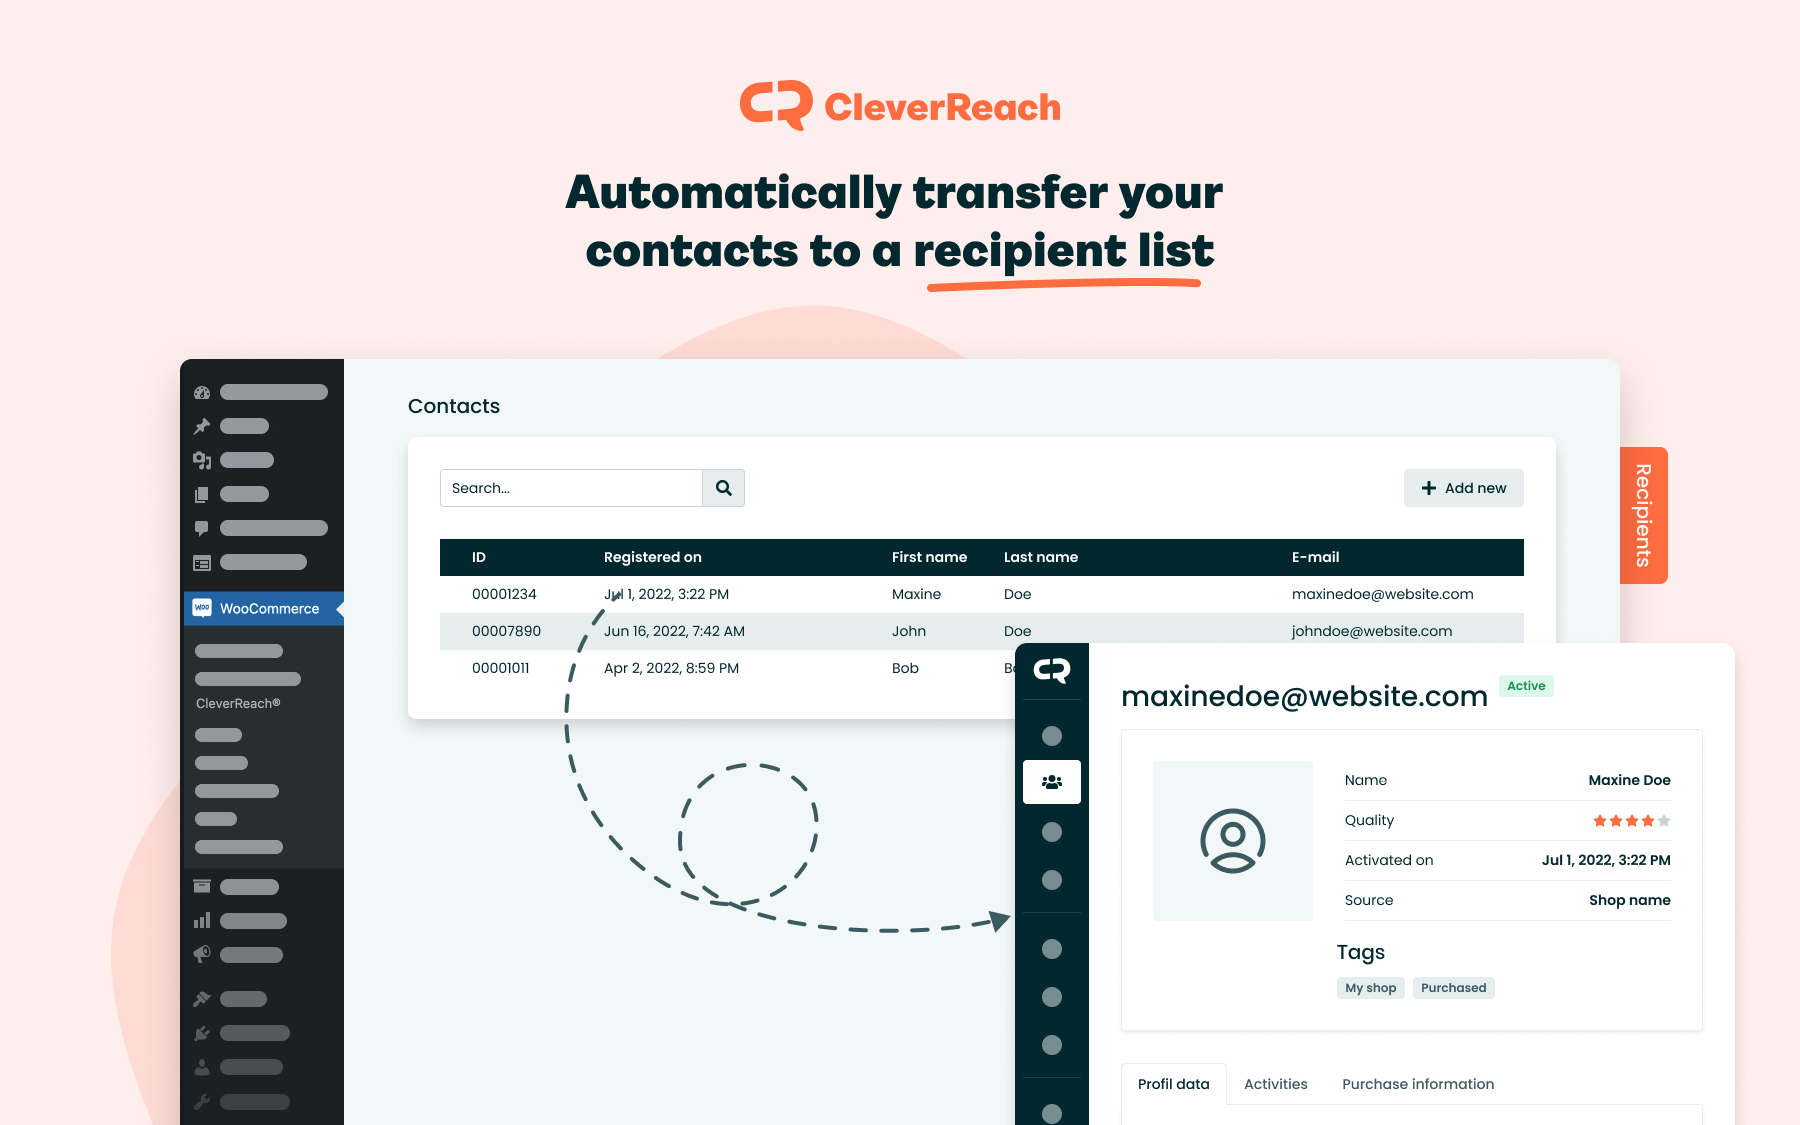 CleverReach
Automatically transfer your
contacts to a recipient list
Contacts
Search...
Add new
Recipients
ID Registered on First name Last name E-mail
00001234 Jul 1, 2022, 3:22 PM Maxine Doe maxinedoe@website.com
00007890 Jun 16, 2022, 7:42 AM John Doe johndoe@website.com
00001011 Apr 2, 2022, 8:59 PM Bob
Woo WooCommerce
CleverReach®
maxinedoe@website.com Active
Name Maxine Doe
Quality
Activated on Jul 1, 2022, 3:22 PM
Source Shop name
Tags
My shop Purchased
Profil data Activities Purchase information